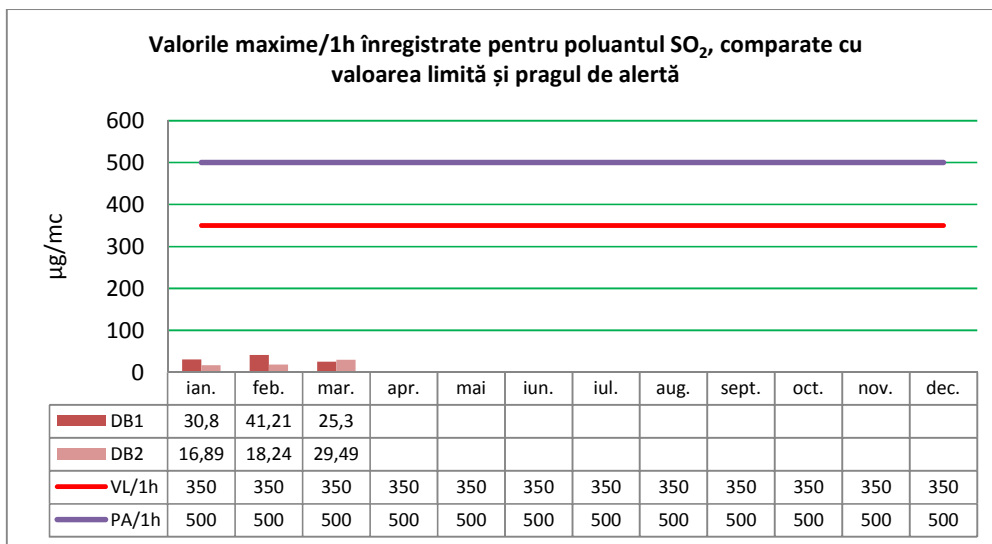 Valorile maxime/1h înregistrate pentru poluantul SO₂, comparate cu
valoarea limită și pragul de alertă
600
500
400
300
200
100
0
µg/mc
ian. feb. mar. apr. mai iun. iul. aug. sept. oct. nov. dec.
DB1 30,8 41,21 25,3
DB2 16,89 18,24 29,49
VL/1h 350 350 350 350 350 350 350 350 350 350 350 350
PA/1h 500 500 500 500 500 500 500 500 500 500 500 500